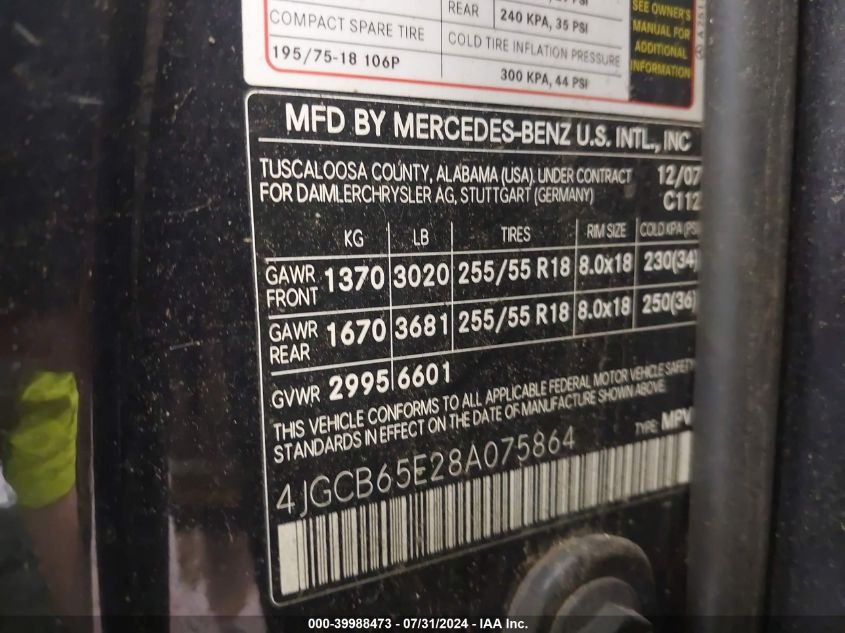 REAR
240 KPA, 35 PSI
COMPACT SPARE TIRE
COLD TIRE INFLATION PRESSURE
195/75-18 106P
300 KPA, 44 PSI
SEE OWNER'S
MANUAL FOR
ADDITIONAL
INFORMATION
MFD BY MERCEDES-BENZ U.S. INTL., INC
TUSCALOOSA COUNTY, ALABAMA (USA). UNDER CONTRACT 12/07
FOR DAIMLERCHRYSLER AG, STUTTGART (GERMANY) C112
KG LB TIRES RIM SIZE COLD KPA (PSI
GAWR FRONT 1370 3020 255/55 R18 8.0x18 230(34)
GAWR REAR 1670 3681 255/55 R18 8.0x18 250(36)
GVWR 2995 6601
THIS VEHICLE CONFORMS TO ALL APPLICABLE FEDERAL MOTOR VEHICLE SAFETY
STANDARDS IN EFFECT ON THE DATE OF MANUFACTURE SHOWN ABOVE.
TYPE: MPV
4JGCB65E28A075864
000-39988473 - 07/31/2024 - IAA Inc.